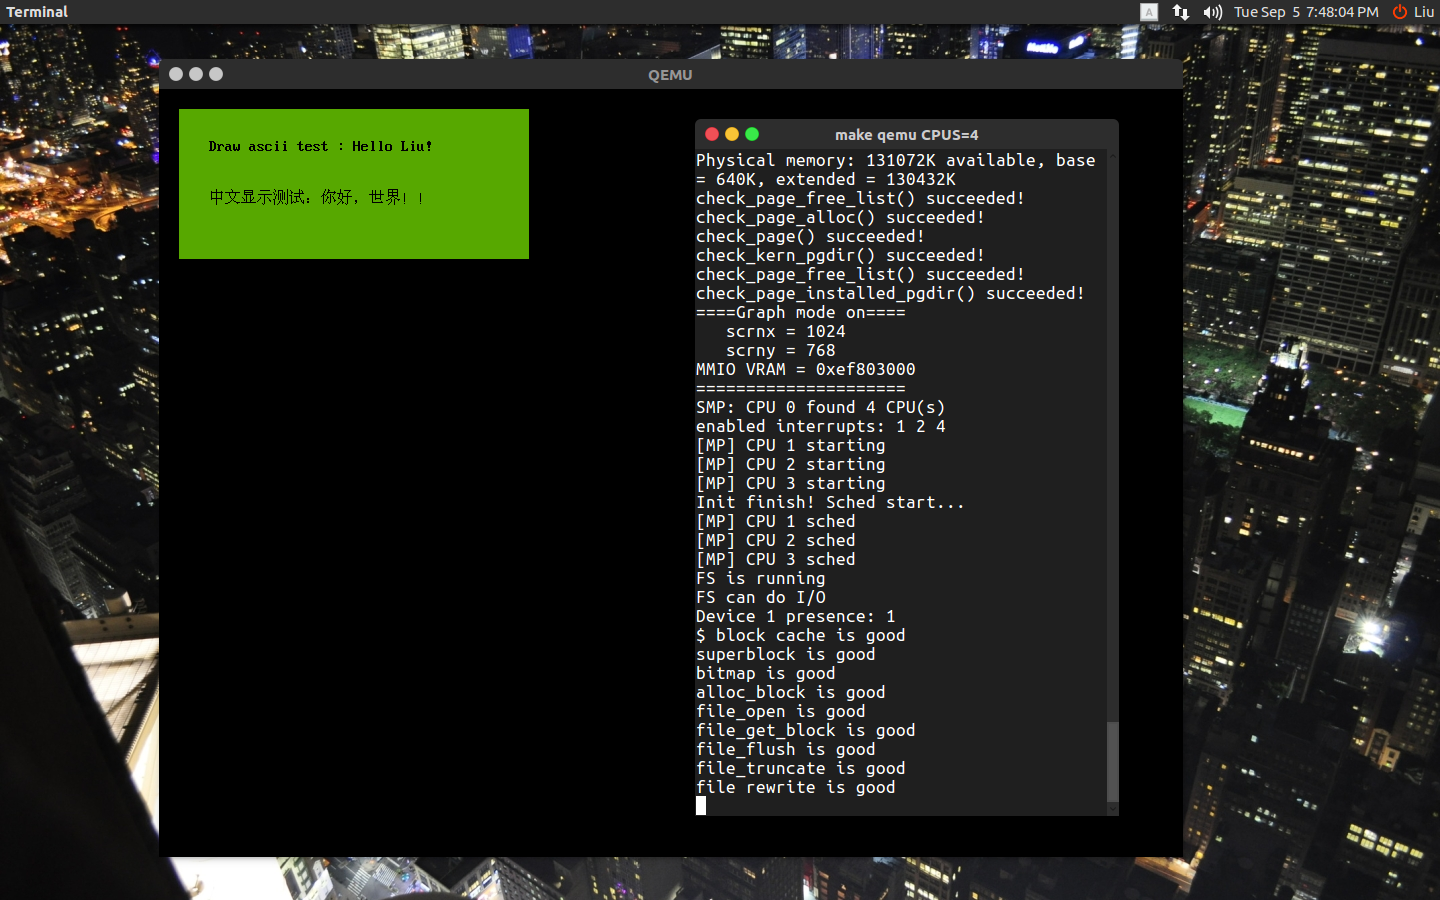 Terminal
A
Tue Sep 5 7:48:04 PM
Liu
QEMU
Draw ascii test : Hello Liu!
中文显示测试：你好，世界！！
make qemu CPUS=4
Physical memory: 131072K available, base
= 640K, extended = 130432K
check_page_free_list() succeeded!
check_page_alloc() succeeded!
check_page() succeeded!
check_kern_pgdir() succeeded!
check_page_free_list() succeeded!
check_page_installed_pgdir() succeeded!
====Graph mode on====
   scrnx = 1024
   scrny = 768
MMIO VRAM = 0xef803000
=====================
SMP: CPU 0 found 4 CPU(s)
enabled interrupts: 1 2 4
[MP] CPU 1 starting
[MP] CPU 2 starting
[MP] CPU 3 starting
Init finish! Sched start...
[MP] CPU 1 sched
[MP] CPU 2 sched
[MP] CPU 3 sched
FS is running
FS can do I/O
Device 1 presence: 1
$ block cache is good
superblock is good
bitmap is good
alloc_block is good
file_open is good
file_get_block is good
file_flush is good
file_truncate is good
file rewrite is good